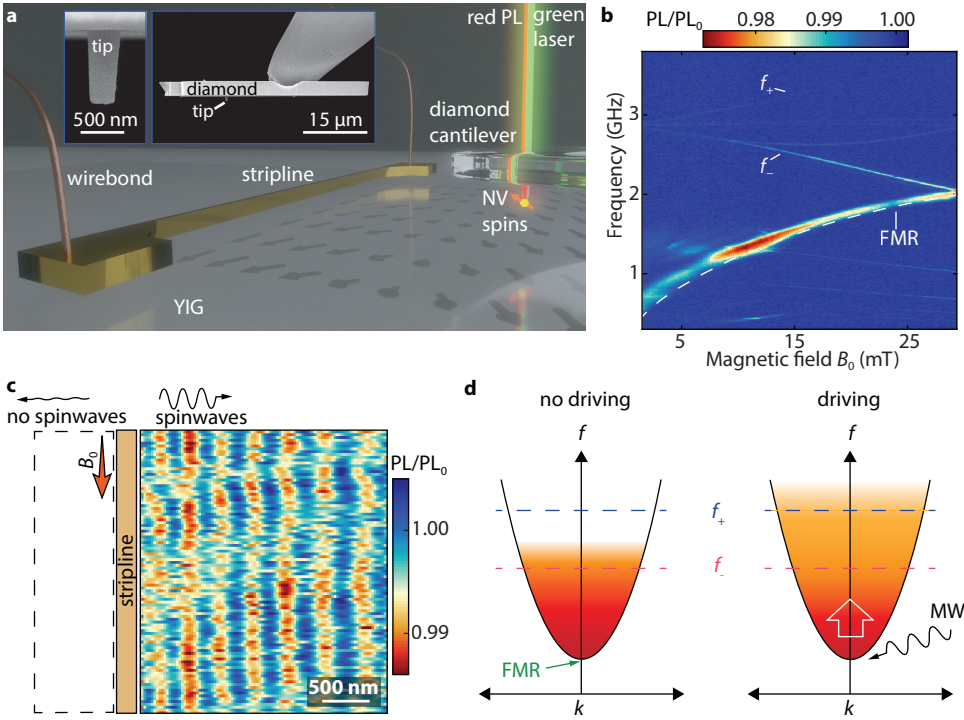 a
red PL
green
laser
tip
500 nm
diamond
tip
15 µm
diamond
cantilever
wirebond
stripline
NV
spins
YIG
b
PL/PL0
0.98
0.99
1.00
Frequency (GHz)
3
2
1
f+
f-
FMR
5
15
25
Magnetic field B0 (mT)
c
no spinwaves
spinwaves
B0
stripline
PL/PL0
1.00
0.99
500 nm
d
no driving
driving
f
f
f+
f-
MW
FMR
k
k